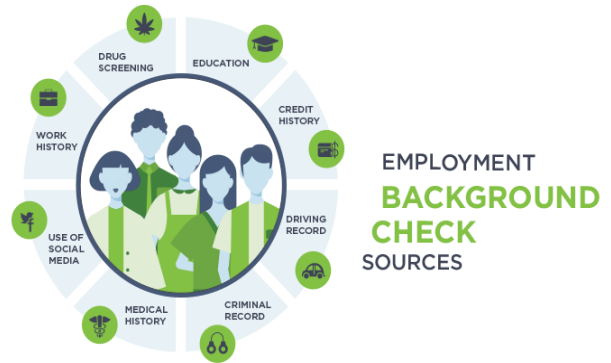 DRUG
SCREENING
EDUCATION
CREDIT
HISTORY
DRIVING
RECORD
CRIMINAL
RECORD
MEDICAL
HISTORY
USE OF
SOCIAL
MEDIA
WORK
HISTORY
EMPLOYMENT
BACKGROUND
CHECK
SOURCES